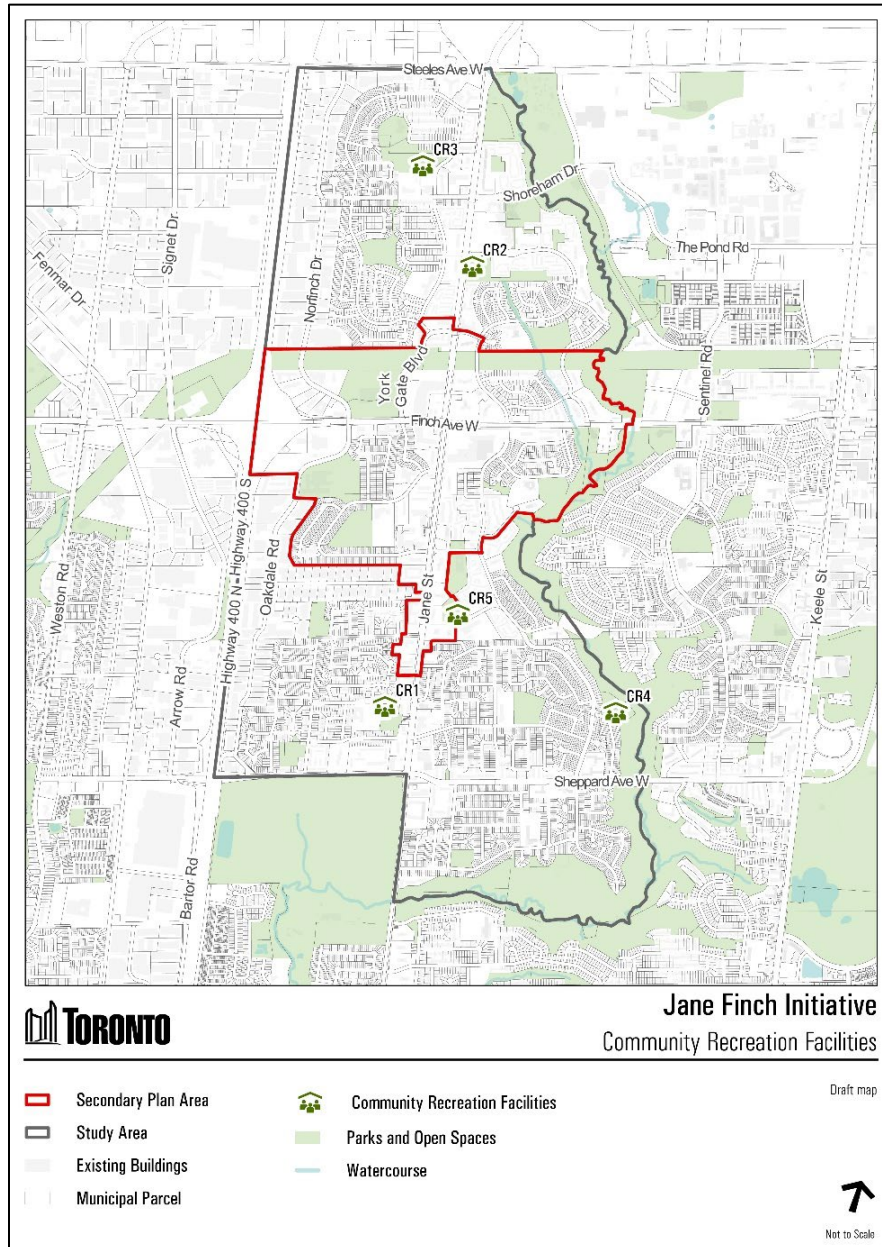 Steeles Ave W
CR3
Shoreham Dr
Signet Dr
CR2
The Pond Rd
Fenmar Dr
Norfinch Dr
York
Gate Blvd
Sentinel Rd
Finch Ave W
Highway 400 N - Highway 400 S
Oakdale Rd
Weston Rd
Jane St
CR5
Keele St
Arrow Rd
CR1
CR4
Sheppard Ave W
Bartor Rd
TORONTO
Jane Finch Initiative
Community Recreation Facilities
Secondary Plan Area
Study Area
Existing Buildings
Municipal Parcel
Community Recreation Facilities
Parks and Open Spaces
Watercourse
Draft map
Not to Scale